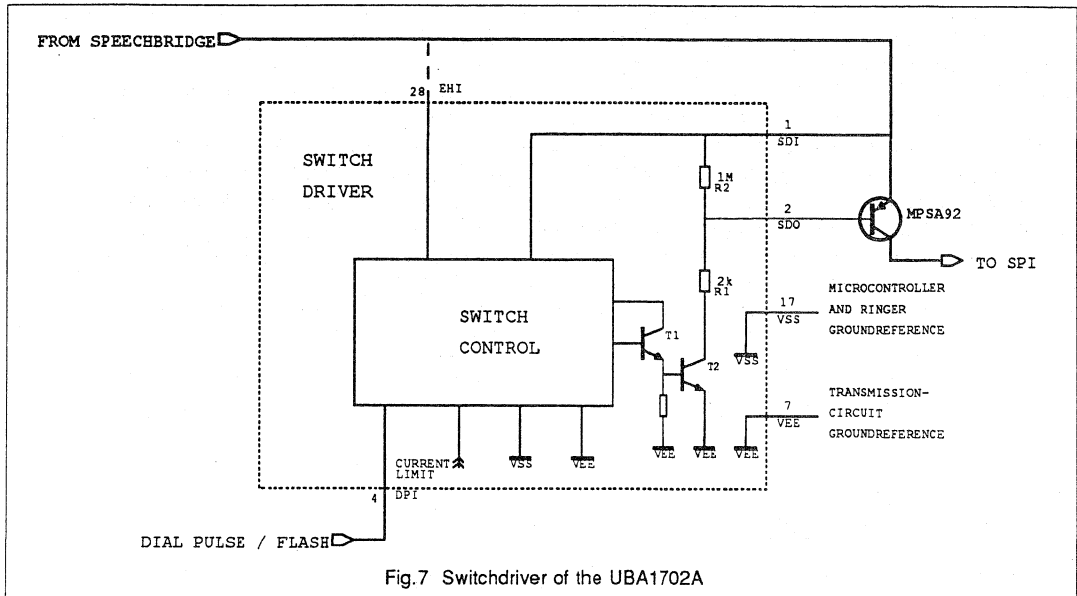 FROM SPEECHBRIDGE
28 EHI
1
SDI
SWITCH
DRIVER
1M
R2
2
SDO
MPSA92
TO SPI
2k
R1
MICROCONTROLLER
17
AND RINGER
VSS
GROUNDREFERENCE
SWITCH
CONTROL
T1
T2
VSS
TRANSMISSION-
7
CIRCUIT
VEE
GROUNDREFERENCE
CURRENT
LIMIT
VSS
VEE
VEE
VEE
VEE
4
DPI
DIAL PULSE / FLASH
Fig.7 Switchdriver of the UBA1702A